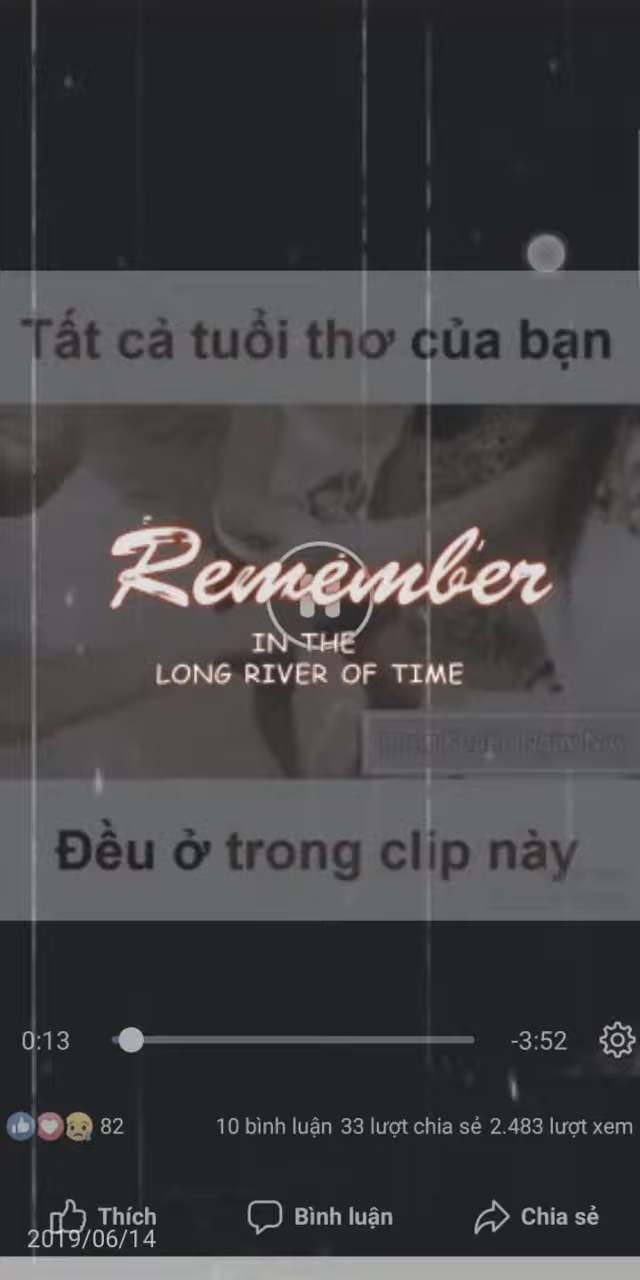 Tất cả tuổi thơ của bạn
Remember
IN THE
LONG RIVER OF TIME
Đều ở trong clip này
0:13
-3:52
82
10 bình luận 33 lượt chia sẻ 2.483 lượt xem
Thích
Bình luận
Chia sẻ
2019/06/14